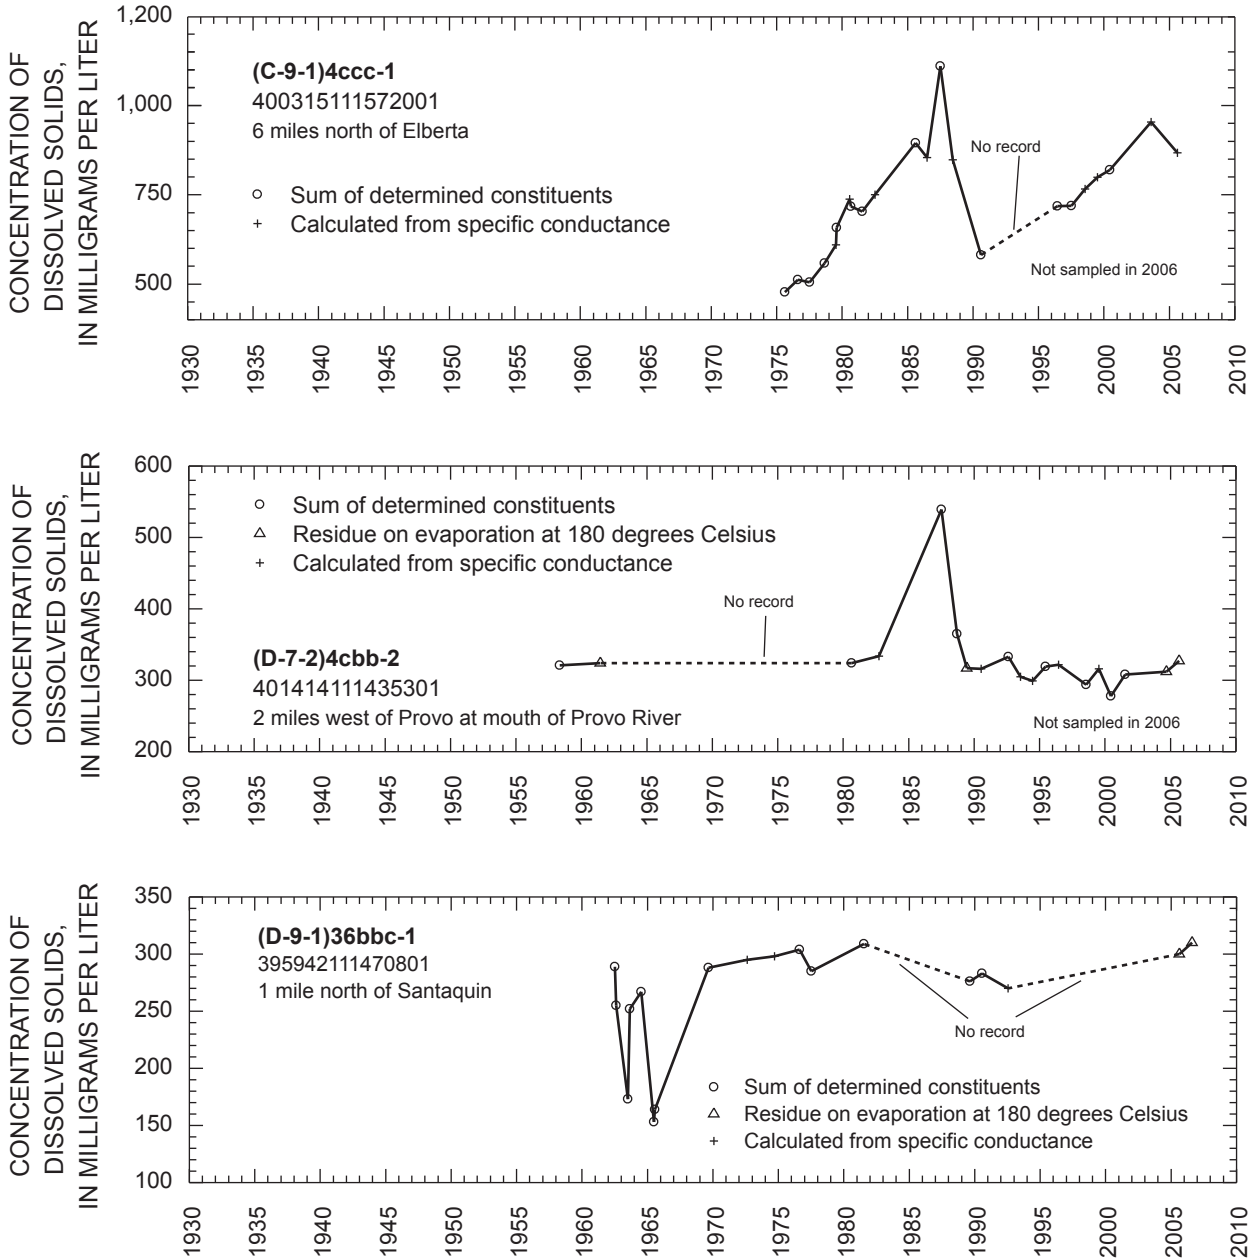 CONCENTRATION OF
DISSOLVED SOLIDS,
IN MILLIGRAMS PER LITER
1,200
1,000
750
500
(C-9-1)4ccc-1
400315111572001
6 miles north of Elberta
Sum of determined constituents
Calculated from specific conductance
No record
Not sampled in 2006
1930 1935 1940 1945 1950 1955 1960 1965 1970 1975 1980 1985 1990 1995 2000 2005 2010
CONCENTRATION OF
DISSOLVED SOLIDS,
IN MILLIGRAMS PER LITER
600
500
400
300
200
Sum of determined constituents
Residue on evaporation at 180 degrees Celsius
Calculated from specific conductance
No record
(D-7-2)4cbb-2
401414111435301
2 miles west of Provo at mouth of Provo River
Not sampled in 2006
1930 1935 1940 1945 1950 1955 1960 1965 1970 1975 1980 1985 1990 1995 2000 2005 2010
CONCENTRATION OF
DISSOLVED SOLIDS,
IN MILLIGRAMS PER LITER
350
300
250
200
150
100
(D-9-1)36bbc-1
395942111470801
1 mile north of Santaquin
No record
Sum of determined constituents
Residue on evaporation at 180 degrees Celsius
Calculated from specific conductance
1930 1935 1940 1945 1950 1955 1960 1965 1970 1975 1980 1985 1990 1995 2000 2005 2010